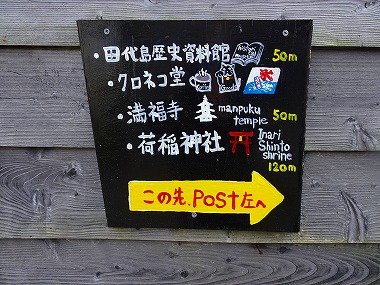 ・田代島歴史資料館 50m
・クロネコ堂 氷
・満福寺 manpuku temple 50m
・荷稲神社 Inari Shinto shrine 120m
この先、POST左へ